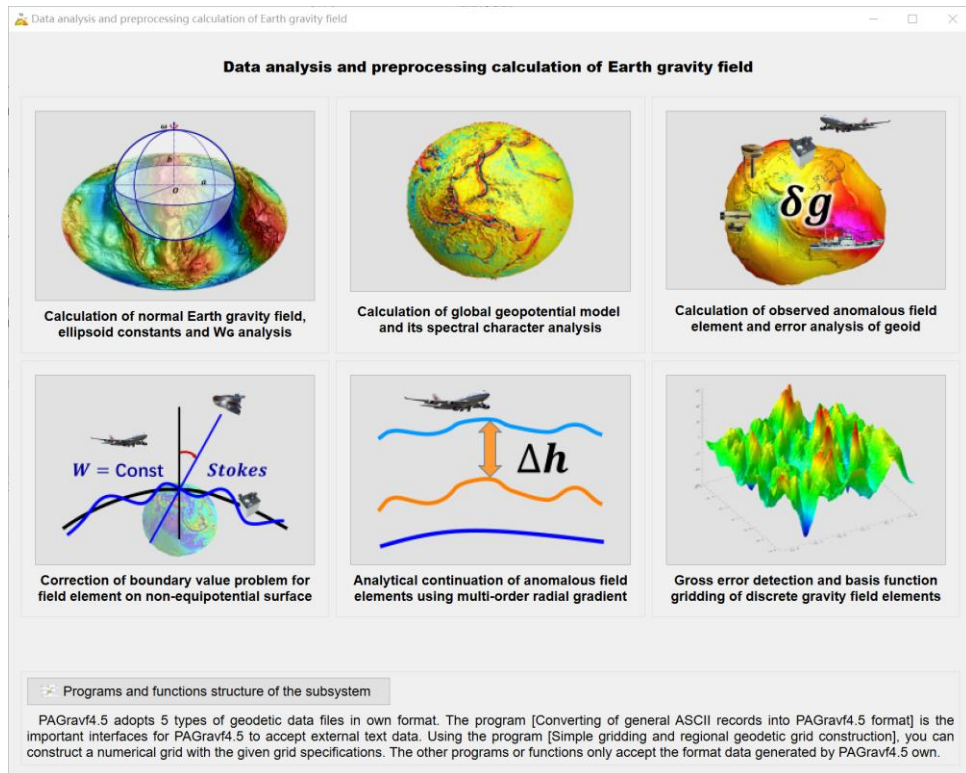 Data analysis and preprocessing calculation of Earth gravity field
Data analysis and preprocessing calculation of Earth gravity field
ω
b
a
O
δg
Calculation of normal Earth gravity field,
ellipsoid constants and WG analysis
Calculation of global geopotential model
and its spectral character analysis
Calculation of observed anomalous field
element and error analysis of geoid
W = Const
Stokes
Δh
Correction of boundary value problem for
field element on non-equipotential surface
Analytical continuation of anomalous field
elements using multi-order radial gradient
Gross error detection and basis function
gridding of discrete gravity field elements
Programs and functions structure of the subsystem
PAGravf4.5 adopts 5 types of geodetic data files in own format. The program [Converting of general ASCII records into PAGravf4.5 format] is the
important interfaces for PAGravf4.5 to accept external text data. Using the program [Simple gridding and regional geodetic grid construction], you can
construct a numerical grid with the given grid specifications. The other programs or functions only accept the format data generated by PAGravf4.5 own.